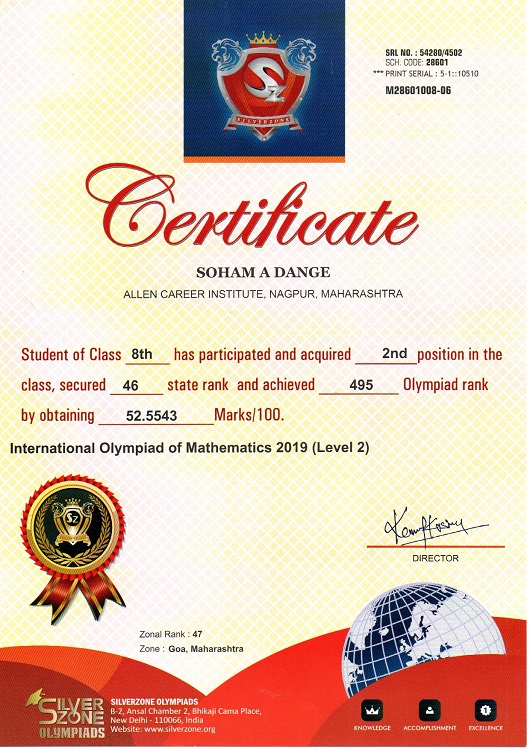 SZ
SILVERZONE
SRL NO. : 54280/4502
SCH. CODE: 28601
*** PRINT SERIAL : 5-1::10510
M28601008-06
Certificate
SOHAM A DANGE
ALLEN CAREER INSTITUTE, NAGPUR, MAHARASHTRA
Student of Class 8th has participated and acquired 2nd position in the
class, secured 46 state rank and achieved 495 Olympiad rank
by obtaining 52.5543 Marks/100.
International Olympiad of Mathematics 2019 (Level 2)
SZ
DIRECTOR
Zonal Rank : 47
Zone : Goa, Maharashtra
SILVER
ZONE
OLYMPIADS
SILVERZONE OLYMPIADS
B-2, Ansal Chamber 2, Bhikaji Cama Place,
New Delhi - 110066, India
Website: www.silverzone.org
KNOWLEDGE ACCOMPLISHMENT EXCELLENCE